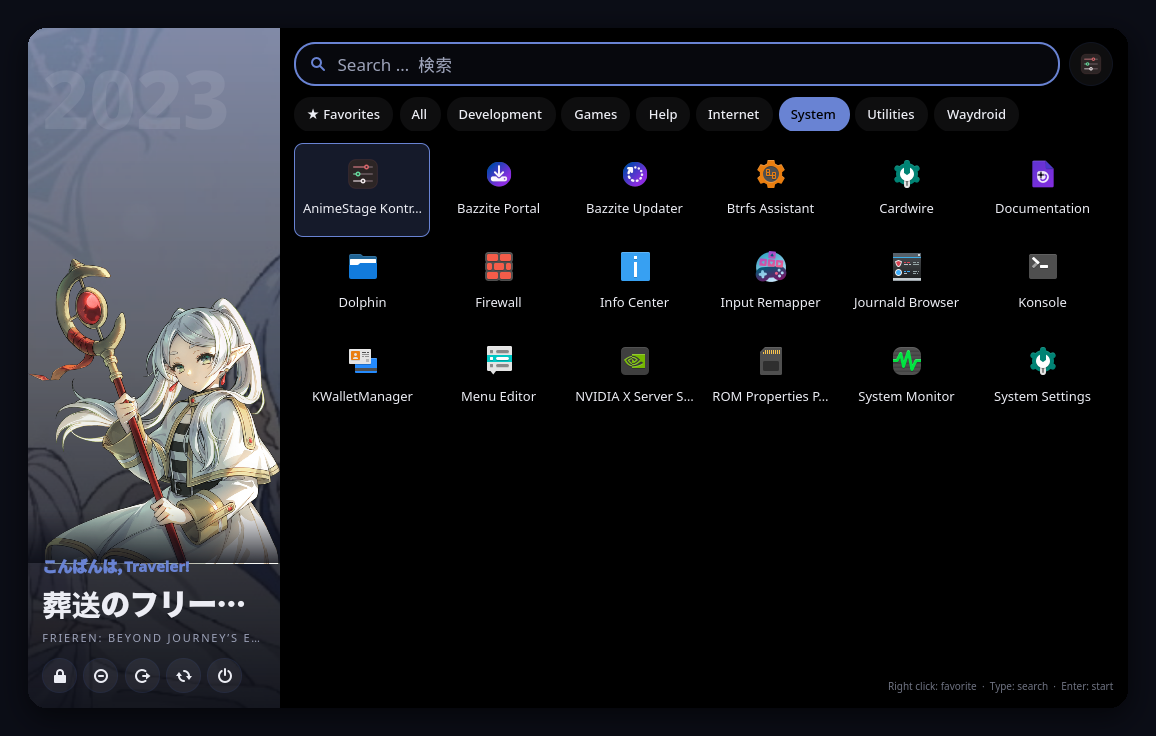 2023
こんばんは, Traveler!
葬送のフリー…
FRIEREN: BEYOND JOURNEY'S E…
Search … 検索
★ Favorites All Development Games Help Internet System Utilities Waydroid
AnimeStage Kontr… Bazzite Portal Bazzite Updater Btrfs Assistant Cardwire Documentation
Dolphin Firewall Info Center Input Remapper Journald Browser Konsole
KWalletManager Menu Editor NVIDIA X Server S… ROM Properties P… System Monitor System Settings
Right click: favorite · Type: search · Enter: start